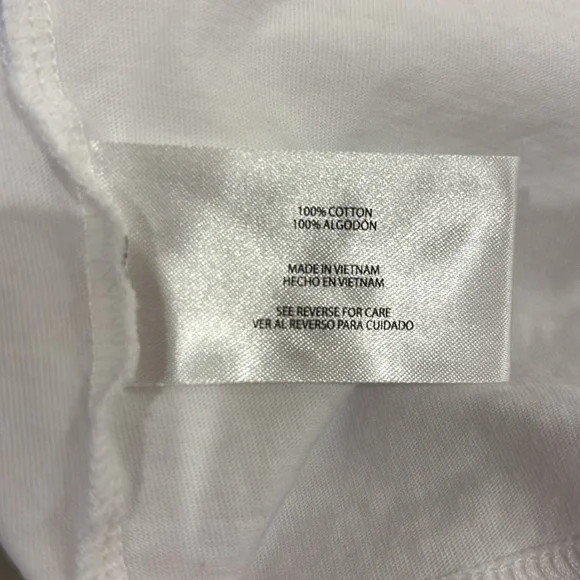 100% COTTON
100% ALGODÓN
MADE IN VIETNAM
HECHO EN VIETNAM
SEE REVERSE FOR CARE
VER AL REVERSO PARA CUIDADO